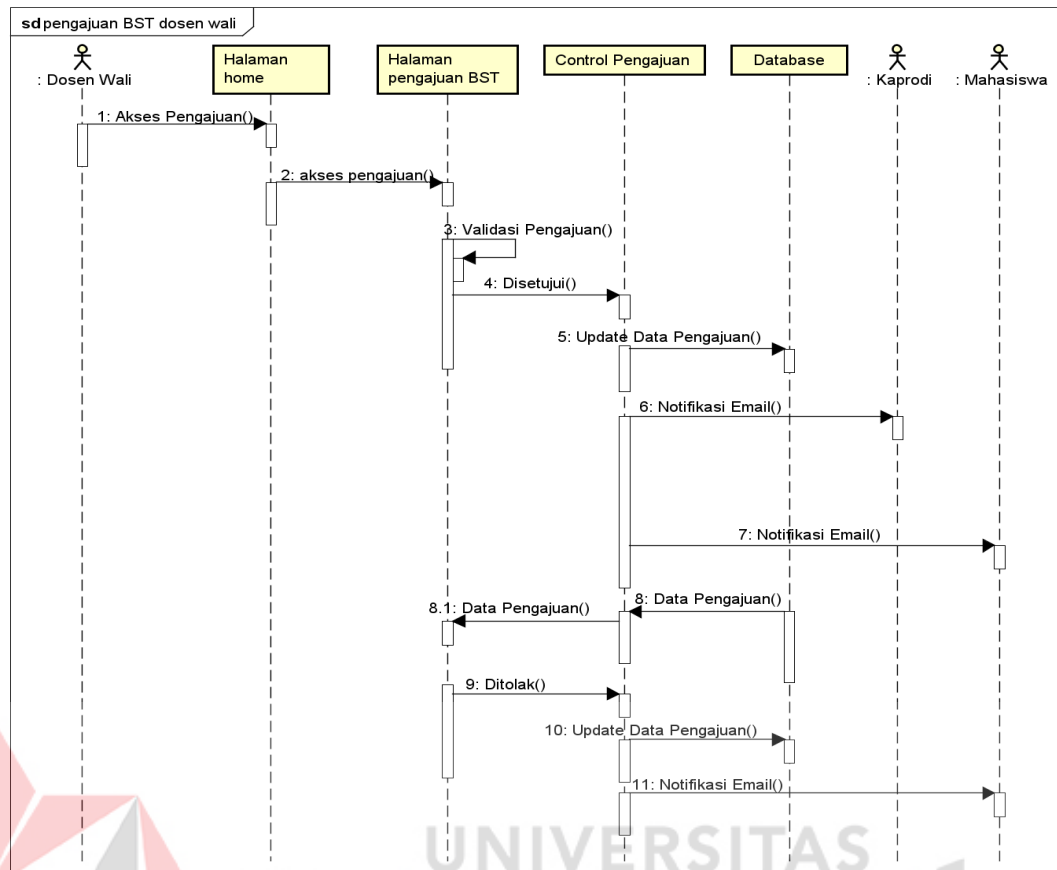 sd pengajuan BST dosen wali
: Dosen Wali
Halaman
home
Halaman
pengajuan BST
Control Pengajuan
Database
: Kaprodi
: Mahasiswa
1: Akses Pengajuan()
2: akses pengajuan()
3: Validasi Pengajuan()
4: Disetujui()
5: Update Data Pengajuan()
6: Notifikasi Email()
7: Notifikasi Email()
8: Data Pengajuan()
8.1: Data Pengajuan()
9: Ditolak()
10: Update Data Pengajuan()
11: Notifikasi Email()
UNIVERSITAS